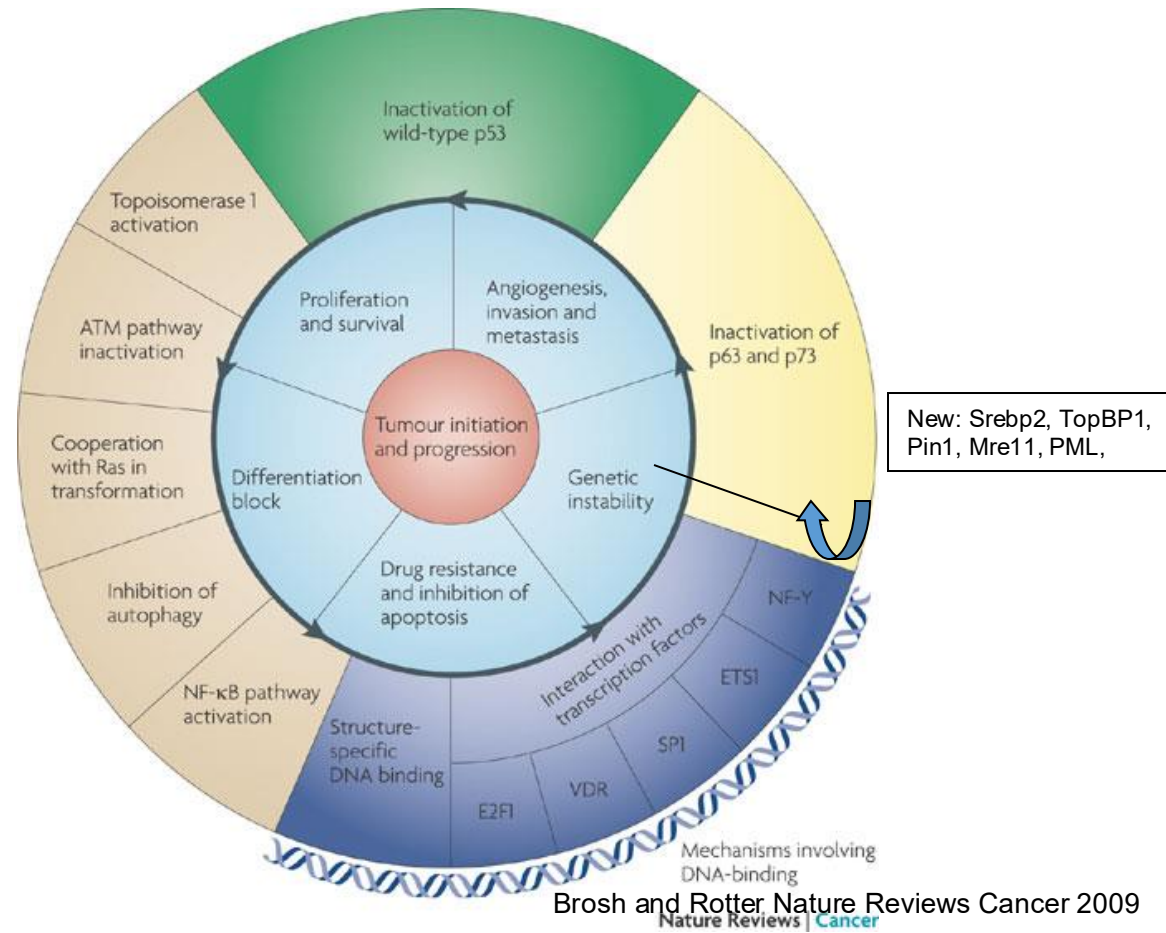 Inactivation of
wild-type p53
Topoisomerase 1
activation
ATM pathway
inactivation
Cooperation
with Ras in
transformation
Inhibition of
autophagy
NF-κB pathway
activation
Proliferation
and survival
Angiogenesis,
invasion and
metastasis
Tumour initiation
and progression
Differentiation
block
Genetic
instability
Drug resistance
and inhibition of
apoptosis
Inactivation of
p63 and p73
New: Srebp2, TopBP1,
Pin1, Mre11, PML,
Structure-
specific
DNA binding
Interaction with
transcription factors
E2F1
VDR
SP1
ETS1
NF-Y
Mechanisms involving
DNA-binding
Brosh and Rotter Nature Reviews Cancer 2009
Nature Reviews | Cancer